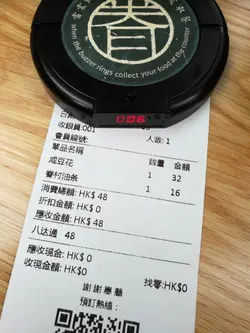 when the buzzer rings collect your food at the counter
006
收銀員:001 人數: 1
會員編號:
單品名稱 數量 金額
咸豆花 1 32
眷村油条 1 16
消費總額: HK$ 48
折扣金額: HK$ 0
應收金額: HK$ 48
八达通 48
應收現金: HK$ 0
收現金: HK$0 找零:HK$0
謝謝惠顧
預訂熱線: